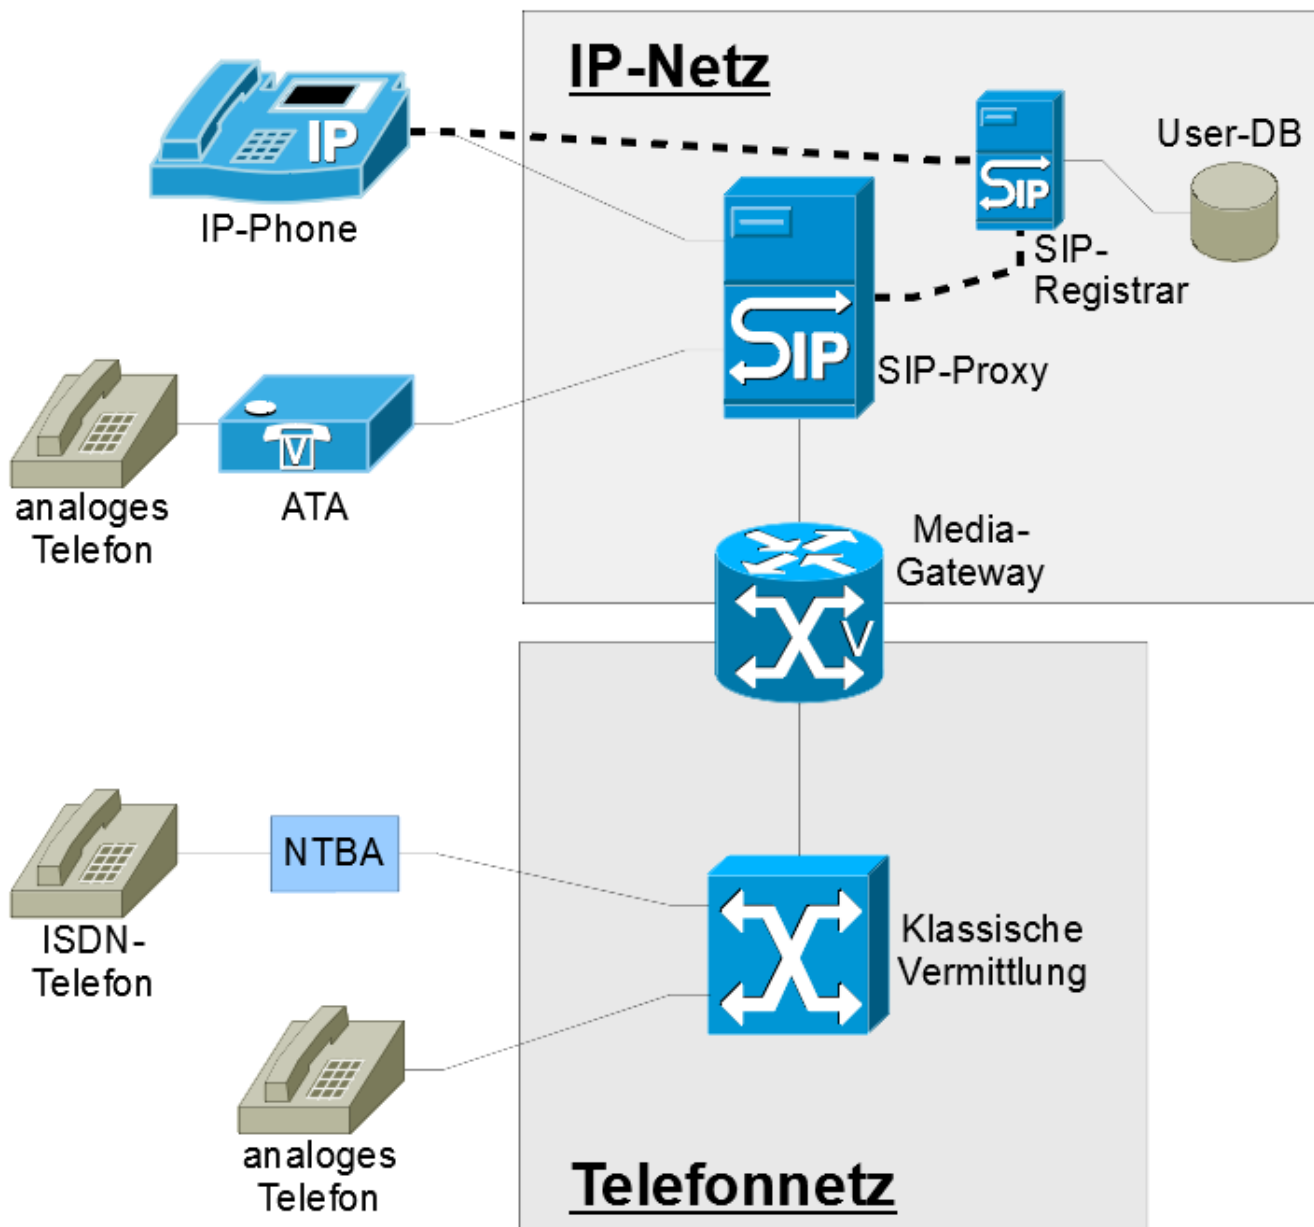 IP-Netz
User-DB
IP
IP-Phone
SIP
SIP-
Registrar
SIP
SIP-Proxy
V
analoges
Telefon
ATA
Media-
Gateway
V
NTBA
ISDN-
Telefon
Klassische
Vermittlung
analoges
Telefon
Telefonnetz